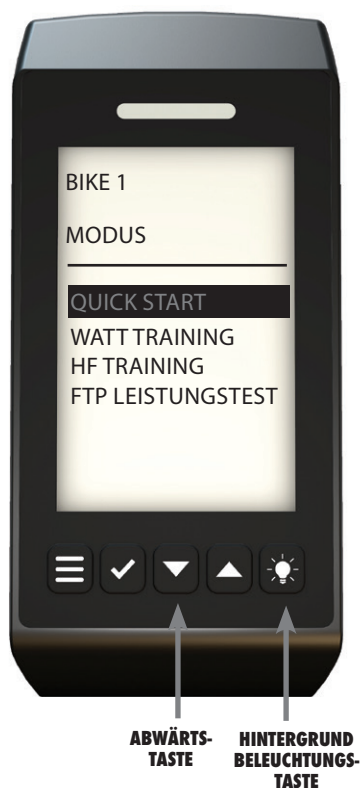 BIKE 1
MODUS
QUICK START
WATT TRAINING
HF TRAINING
FTP LEISTUNGSTEST
ABWÄRTS-
TASTE
HINTERGRUND
BELEUCHTUNGS-
TASTE